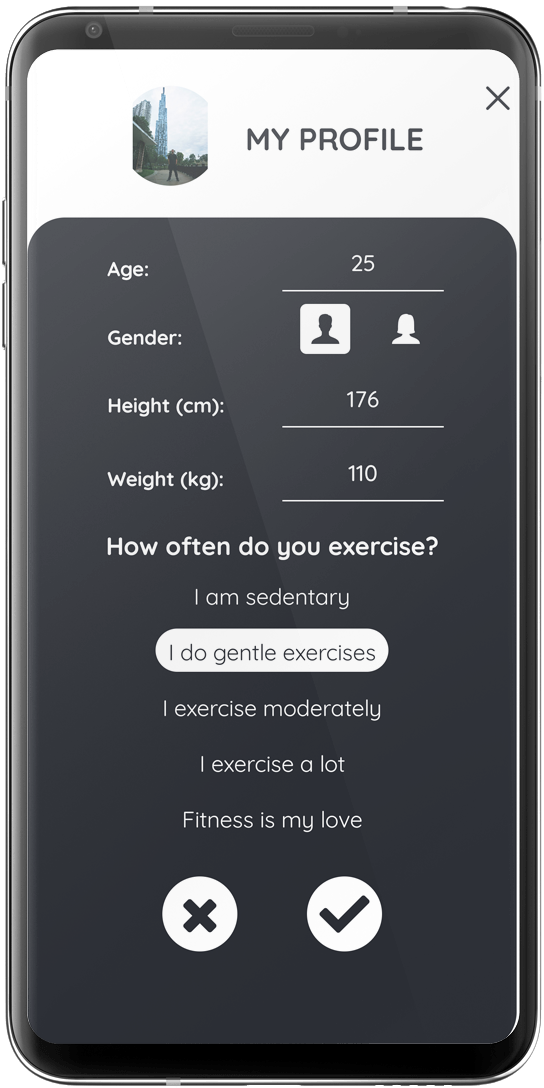 MY PROFILE
Age:
25
Gender:
Height (cm):
176
Weight (kg):
110
How often do you exercise?
I am sedentary
I do gentle exercises
I exercise moderately
I exercise a lot
Fitness is my love